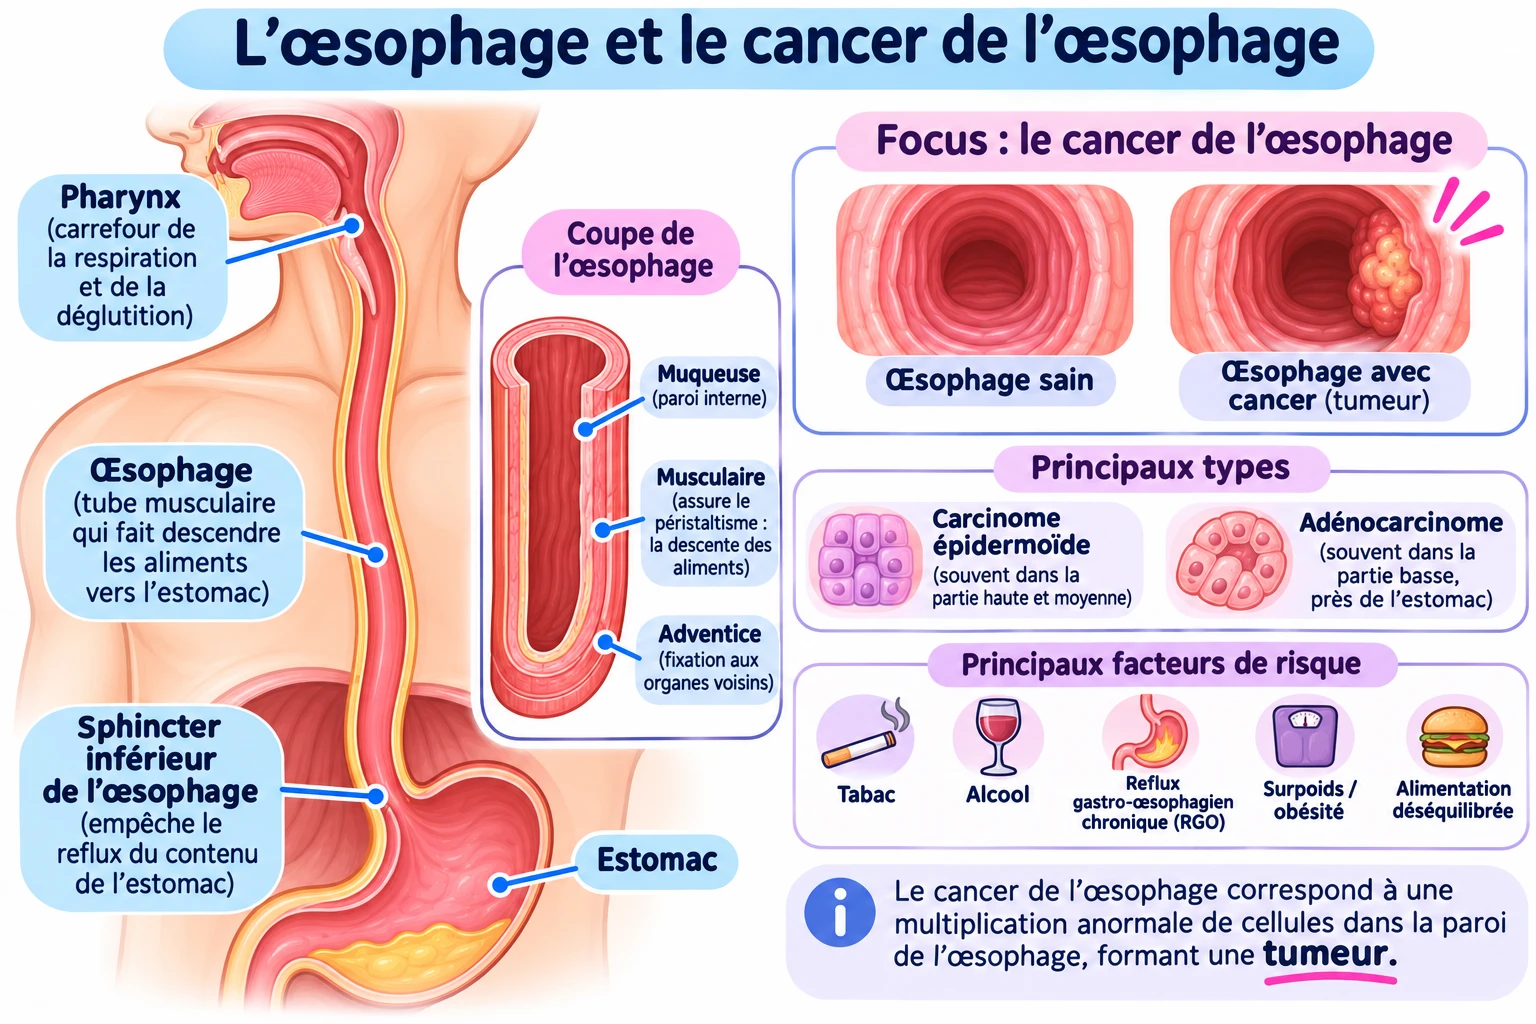 L'œsophage et le cancer de l'œsophage
Pharynx
(carrefour de
la respiration
et de la
déglutition)
Œsophage
(tube musculaire
qui fait descendre
les aliments
vers l'estomac)
Sphincter
inférieur
de l'œsophage
(empêche le
reflux du contenu
de l'estomac)
Estomac
Coupe de
l'œsophage
Muqueuse
(paroi interne)
Musculaire
(assure le
péristaltisme :
la descente des
aliments)
Adventice
(fixation aux
organes voisins)
Focus : le cancer de l'œsophage
Œsophage sain
Œsophage avec
cancer (tumeur)
Principaux types
Carcinome
épidermoïde
(souvent dans la
partie haute et moyenne)
Adénocarcinome
(souvent dans la
partie basse,
près de l'estomac)
Principaux facteurs de risque
Tabac
Alcool
Reflux
gastro-œsophagien
chronique (RGO)
Surpoids /
obésité
Alimentation
déséquilibrée
i
Le cancer de l'œsophage correspond à une
multiplication anormale de cellules dans la paroi
de l'œsophage, formant une tumeur.